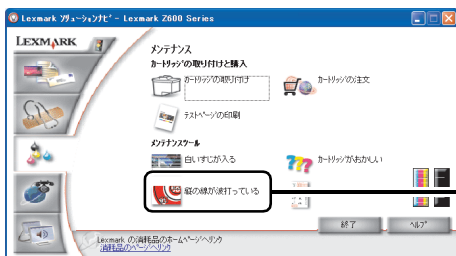 Lexmark ソリューションナビ - Lexmark Z600 Series
LEXMARK
メンテナンス
カートリッジの取り付けと購入
カートリッジの取り付け
カートリッジの注文
テストページの印刷
メンテナンスツール
白いすじが入る
カートリッジがおかしい
縦の線が波打っている
終了
ヘルプ
Lexmark の消耗品のホームページへリンク
消耗品のページへリンク